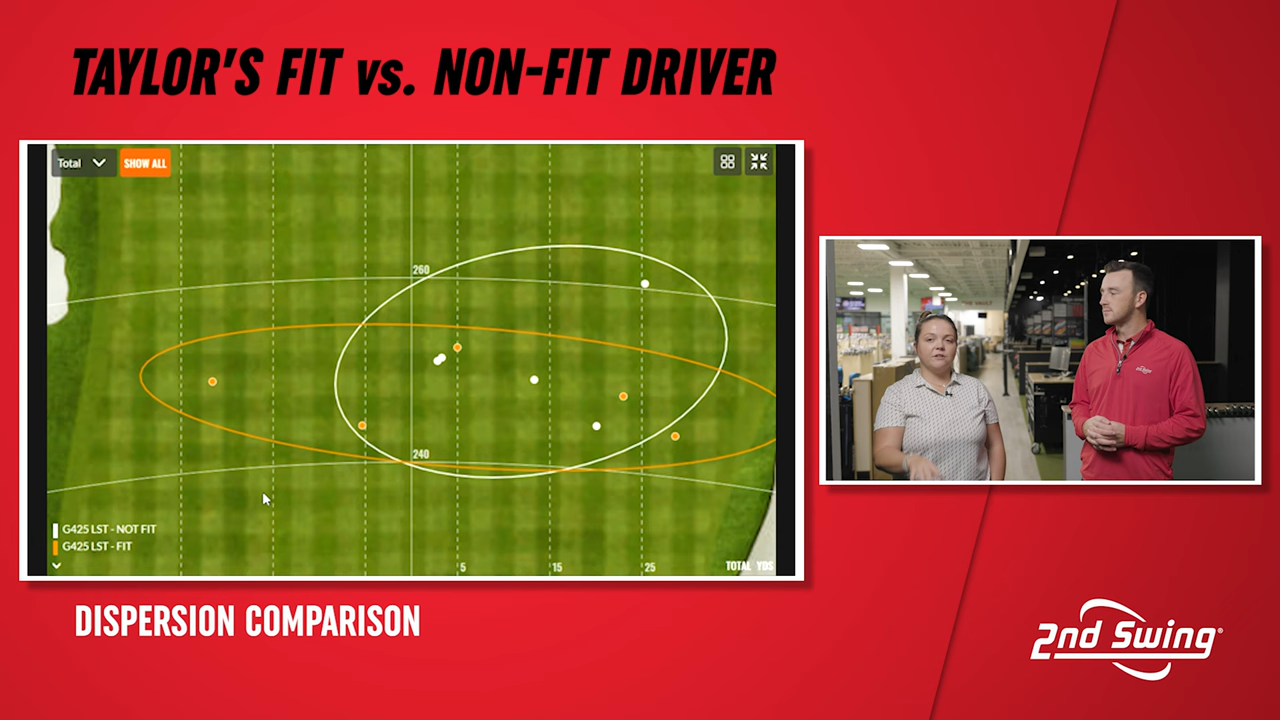 TAYLOR'S FIT vs. NON-FIT DRIVER
Total
SHOW ALL
260
240
G425 LST - NOT FIT
G425 LST - FIT
5
15
25
TOTAL YDS
DISPERSION COMPARISON
2nd Swing®